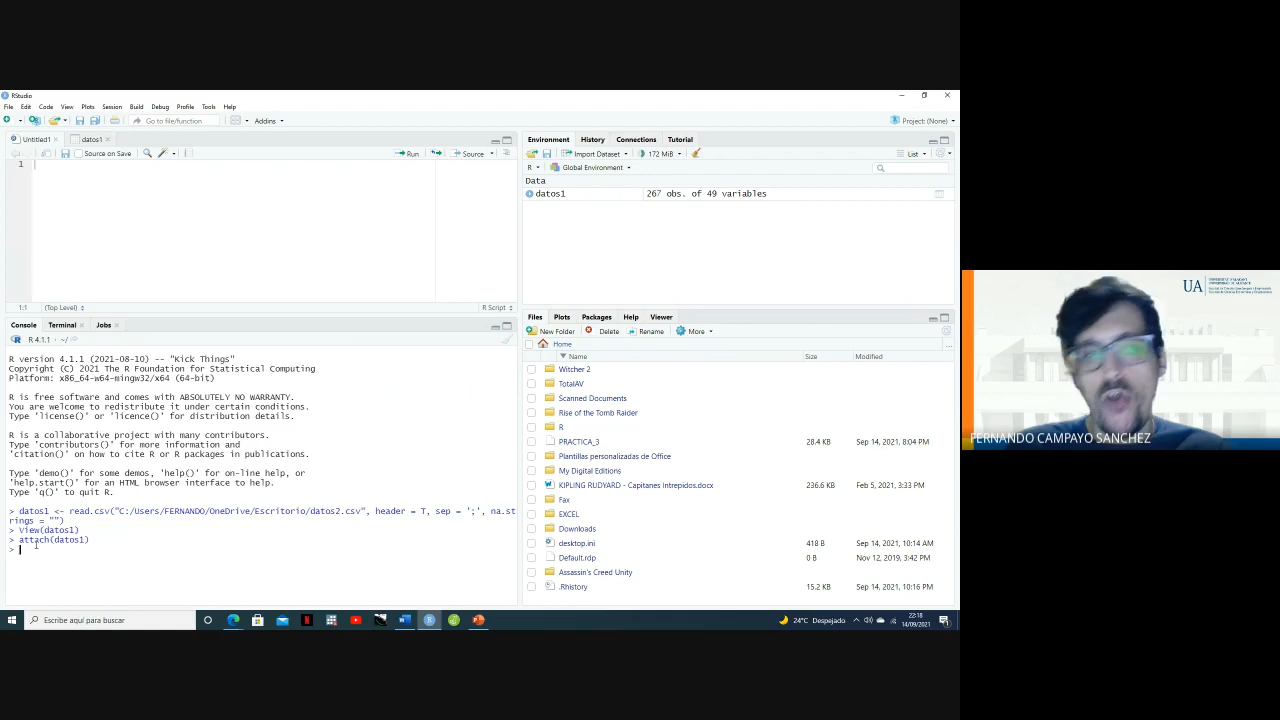 RStudio
File Edit Code View Plots Session Build Debug Profile Tools Help
Go to file/function Addins Project: (None)
Untitled1 datos1
Source on Save Run Source
1
1:1 (Top Level) R Script
Console Terminal Jobs
R 4.1.1 · ~/
R version 4.1.1 (2021-08-10) -- "Kick Things"
Copyright (C) 2021 The R Foundation for Statistical Computing
Platform: x86_64-w64-mingw32/x64 (64-bit)
R is free software and comes with ABSOLUTELY NO WARRANTY.
You are welcome to redistribute it under certain conditions.
Type 'license()' or 'licence()' for distribution details.
R is a collaborative project with many contributors.
Type 'contributors()' for more information and
'citation()' on how to cite R or R packages in publications.
Type 'demo()' for some demos, 'help()' for on-line help, or
'help.start()' for an HTML browser interface to help.
Type 'q()' to quit R.
> datos1 <- read.csv("C:/Users/FERNANDO/OneDrive/Escritorio/datos2.csv", header = T, sep = ';', na.st
rings = "")
> View(datos1)
> attach(datos1)
>
Environment History Connections Tutorial
Import Dataset 172 MiB List
R Global Environment
Data
datos1 267 obs. of 49 variables
Files Plots Packages Help Viewer
New Folder Delete Rename More
Home
Name Size Modified
Witcher 2
TotalAV
Scanned Documents
Rise of the Tomb Raider
R
PRACTICA_3 28.4 KB Sep 14, 2021, 8:04 PM
Plantillas personalizadas de Office
My Digital Editions
KIPLING RUDYARD - Capitanes Intrepidos.docx 236.6 KB Feb 5, 2021, 3:33 PM
Fax
EXCEL
Downloads
desktop.ini 418 B Sep 14, 2021, 10:14 AM
Default.rdp 0 B Nov 12, 2019, 3:42 PM
Assassin's Creed Unity
.Rhistory 15.2 KB Sep 14, 2021, 10:16 PM
Escribe aquí para buscar 24°C Despejado 22:18
14/09/2021
UA
FERNANDO CAMPAYO SANCHEZ